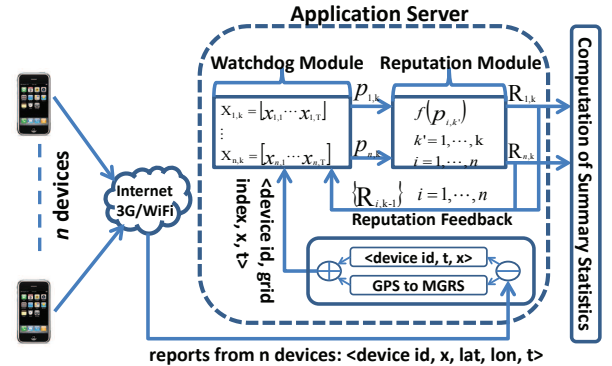 Application Server
Watchdog Module
Reputation Module
X1,k = [x1,1 ⋯ x1,T]
⋮
Xn,k = [xn,1 ⋯ xn,T]
p1,k
pn,k
f(pi,k')
k' = 1, ⋯, k
i = 1, ⋯, n
R1,k
Rn,k
{Ri,k-1} i = 1, ⋯, n
Reputation Feedback
Computation of
Summary Statistics
n devices
Internet
3G/WiFi
<device id, grid
index, x, t>
<device id, t, x>
GPS to MGRS
reports from n devices: <device id, x, lat, lon, t>